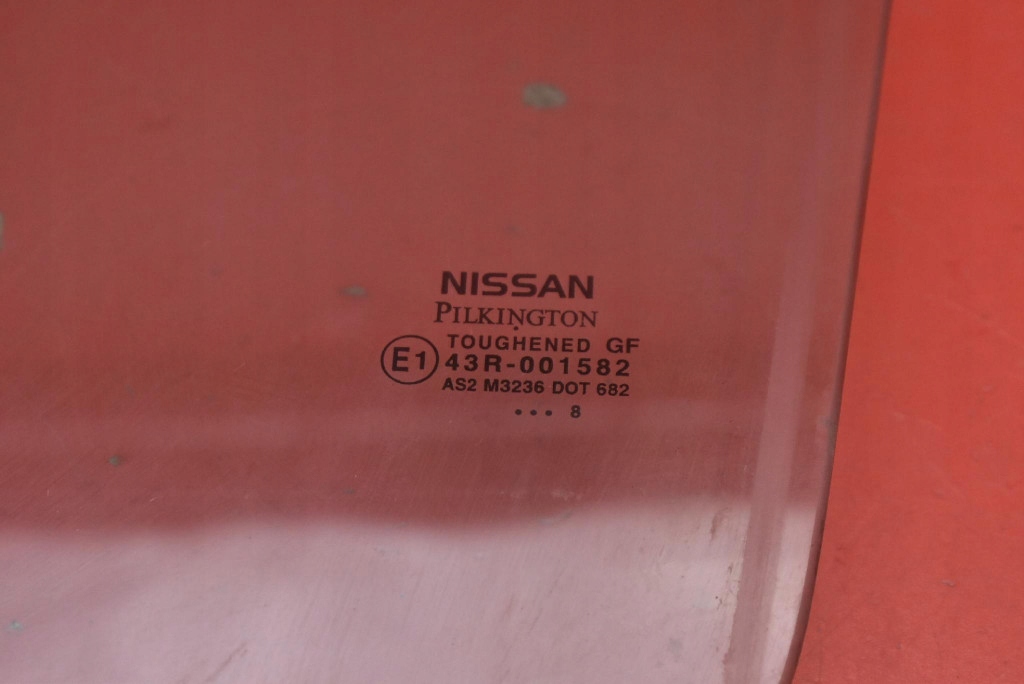 NISSAN
PILKINGTON
TOUGHENED GF
E1 43R-001582
AS2 M3236 DOT 682
••• 8